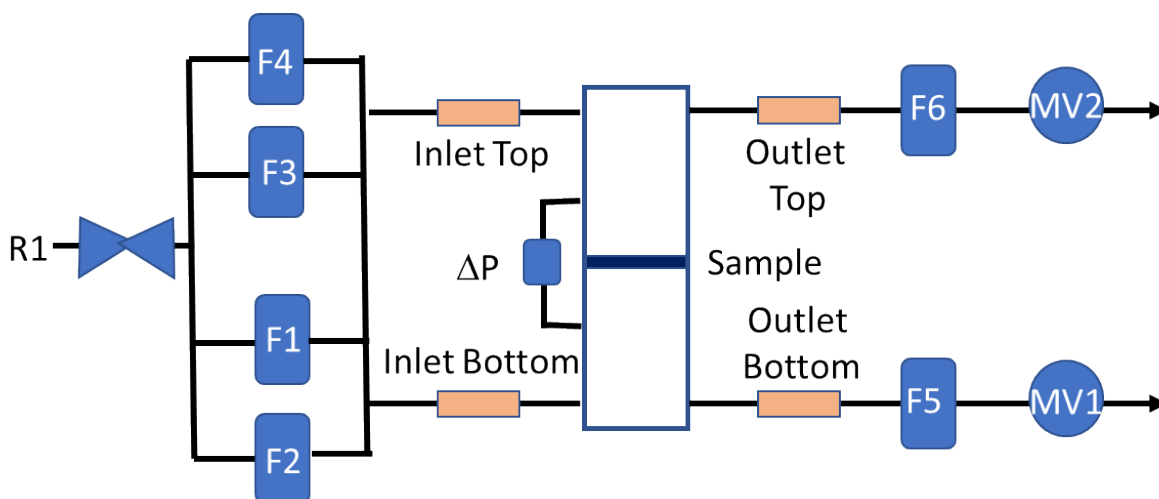 F4
F6
MV2
Inlet Top
Outlet
Top
F3
R1
ΔP
Sample
F1
Outlet
Bottom
Inlet Bottom
F5
MV1
F2